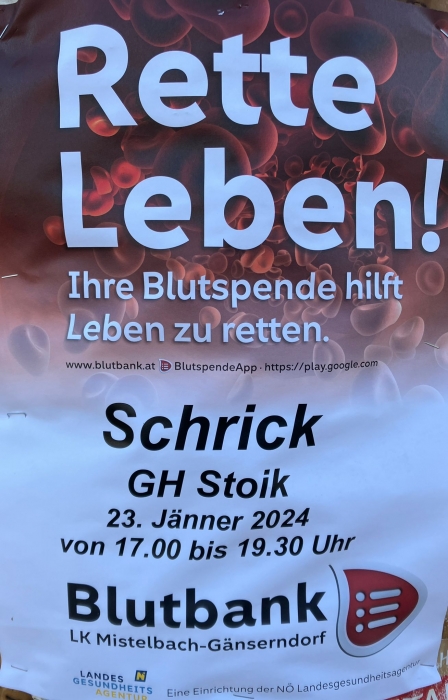 Rette
Leben!
Ihre Blutspende hilft
Leben zu retten.
www.blutbank.at BlutspendeApp · https://play.google.com
Schrick
GH Stoik
23. Jänner 2024
von 17.00 bis 19.30 Uhr
Blutbank
LK Mistelbach-Gänserndorf
LANDES N
GESUNDHEITS
AGENTUR
Eine Einrichtung der NÖ Landesgesundheitsagentur